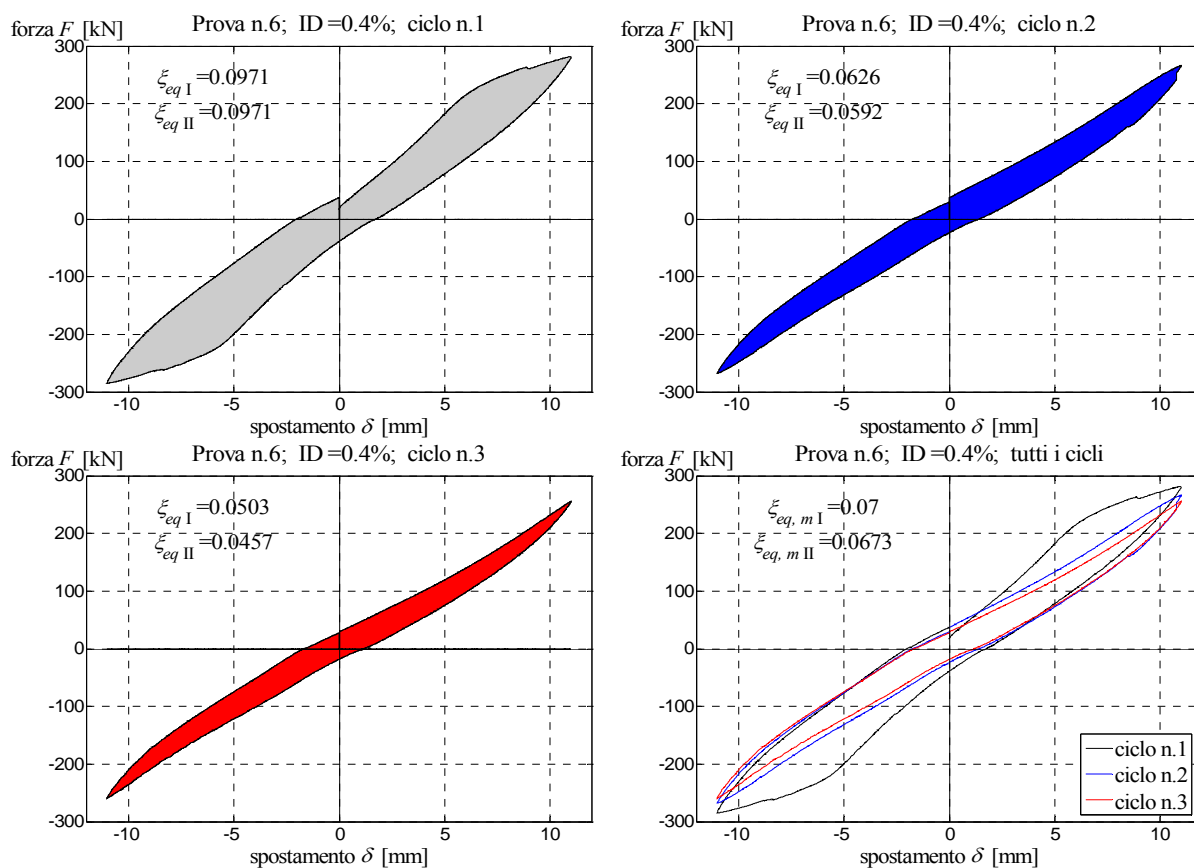 forza F [kN]
Prova n.6; ID =0.4%; ciclo n.1
300
200
100
0
-100
-200
-300
ξeq I =0.0971
ξeq II =0.0971
-10 -5 0 5 10
spostamento δ [mm]
forza F [kN]
Prova n.6; ID =0.4%; ciclo n.2
300
200
100
0
-100
-200
-300
ξeq I =0.0626
ξeq II =0.0592
-10 -5 0 5 10
spostamento δ [mm]
forza F [kN]
Prova n.6; ID =0.4%; ciclo n.3
300
200
100
0
-100
-200
-300
ξeq I =0.0503
ξeq II =0.0457
-10 -5 0 5 10
spostamento δ [mm]
forza F [kN]
Prova n.6; ID =0.4%; tutti i cicli
300
200
100
0
-100
-200
-300
ξeq, m I =0.07
ξeq, m II =0.0673
ciclo n.1
ciclo n.2
ciclo n.3
-10 -5 0 5 10
spostamento δ [mm]